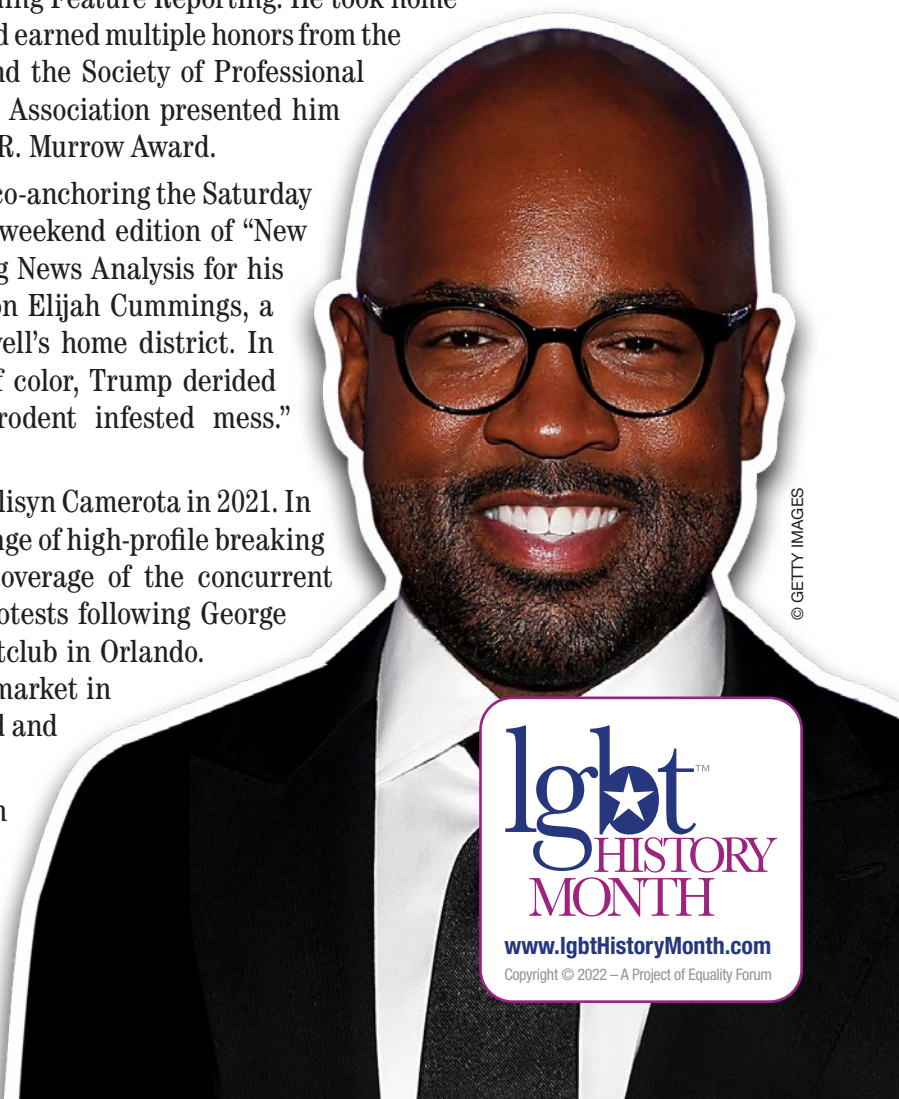 ing Feature Reporting. He took home
d earned multiple honors from the
nd the Society of Professional
Association presented him
R. Murrow Award.
co-anchoring the Saturday
weekend edition of “New
g News Analysis for his
on Elijah Cummings, a
well’s home district. In
f color, Trump derided
rodent infested mess.”
lisyn Camerota in 2021. In
nge of high-profile breaking
overage of the concurrent
otests following George
tclub in Orlando.
market in
d and
n
© GETTY IMAGES
lgbt™
HISTORY
MONTH
www.lgbtHistoryMonth.com
Copyright © 2022 – A Project of Equality Forum